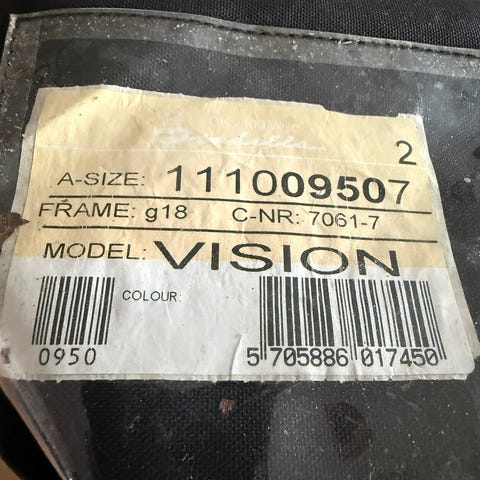 2
A-SIZE: 111009507
FRAME: g18 C-NR: 7061-7
MODEL: VISION
COLOUR:
0950
5 705886 017450